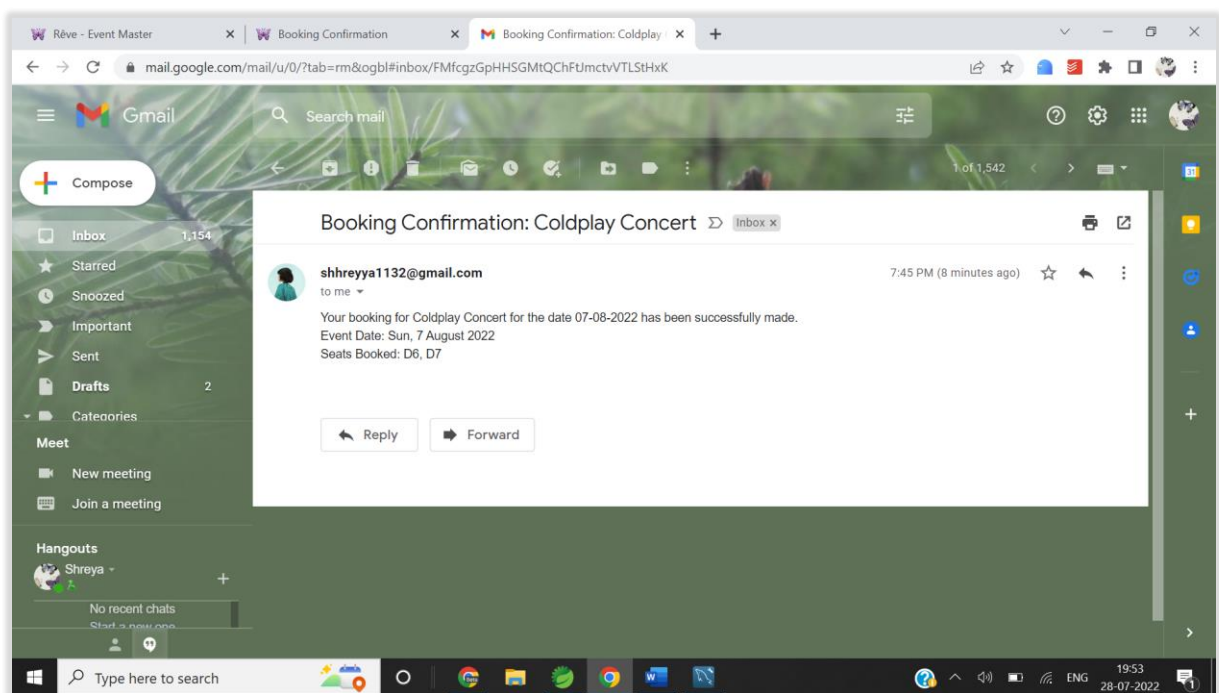 Rêve - Event Master
Booking Confirmation
Booking Confirmation: Coldplay
mail.google.com/mail/u/0/?tab=rm&ogbl#inbox/FMfcgzGpHHSGMtQChFtJmctvVTLStHxK
Gmail
Search mail
Compose
1 of 1,542
31
Booking Confirmation: Coldplay Concert Inbox x
Inbox 1,154
Starred
Snoozed
Important
Sent
Drafts 2
Categories
shhreyya1132@gmail.com 7:45 PM (8 minutes ago)
to me
Your booking for Coldplay Concert for the date 07-08-2022 has been successfully made.
Event Date: Sun, 7 August 2022
Seats Booked: D6, D7
Reply Forward
Meet
New meeting
Join a meeting
Hangouts
Shreya
No recent chats
Start a new one
Type here to search
ENG
19:53
28-07-2022
1